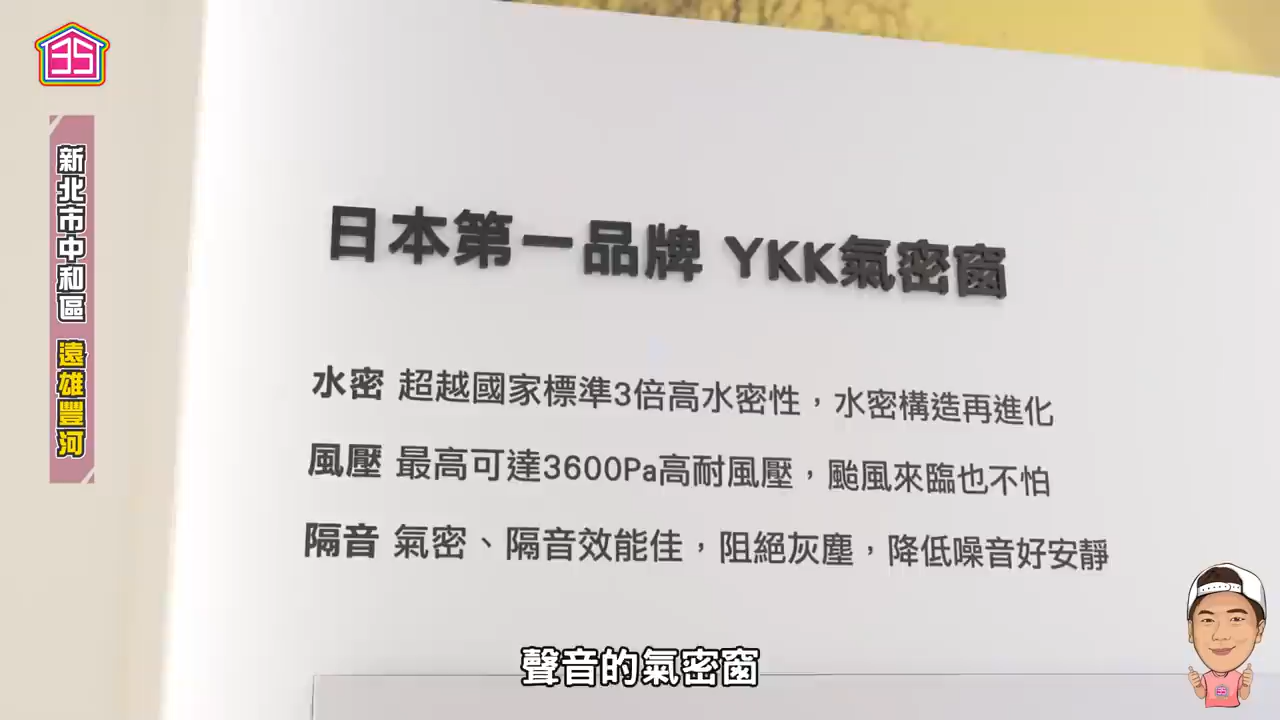 35
新北市中和區 遠雄豐河
日本第一品牌 YKK氣密窗
水密 超越國家標準3倍高水密性，水密構造再進化
風壓 最高可達3600Pa高耐風壓，颱風來臨也不怕
隔音 氣密、隔音效能佳，阻絕灰塵，降低噪音好安靜
聲音的氣密窗
35